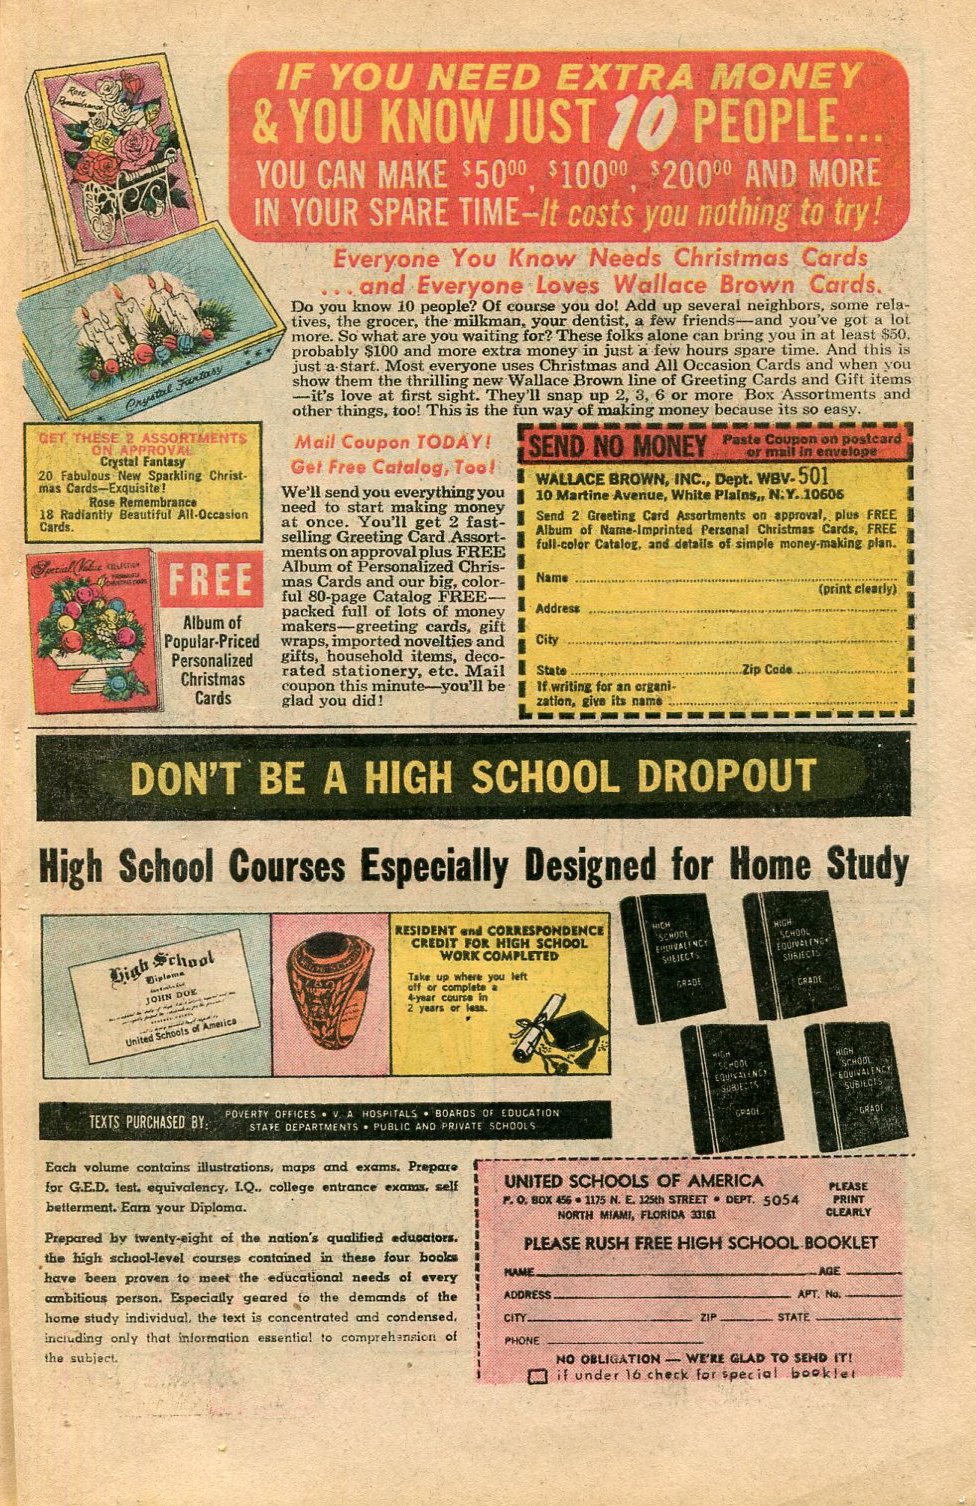 IF YOU NEED EXTRA MONEY
& YOU KNOW JUST 10 PEOPLE...
YOU CAN MAKE $50.00, $100.00, $200.00 AND MORE
IN YOUR SPARE TIME—It costs you nothing to try!
Rose
Remembrance
Crystal Fantasy
Everyone You Know Needs Christmas Cards
...and Everyone Loves Wallace Brown Cards.
Do you know 10 people? Of course you do! Add up several neighbors, some rela-
tives, the grocer, the milkman, your dentist, a few friends—and you've got a lot
more. So what are you waiting for? These folks alone can bring you in at least $50,
probably $100 and more extra money in just a few hours spare time. And this is
just a start. Most everyone uses Christmas and All Occasion Cards and when you
show them the thrilling new Wallace Brown line of Greeting Cards and Gift items
—it's love at first sight. They'll snap up 2, 3, 6 or more Box Assortments and
other things, too! This is the fun way of making money because its so easy.
GET THESE 2 ASSORTMENTS
ON APPROVAL
Crystal Fantasy
20 Fabulous New Sparkling Christ-
mas Cards—Exquisite!
Rose Remembrance
18 Radiantly Beautiful All-Occasion
Cards.
Special Value
FREE
Album of
Popular-Priced
Personalized
Christmas
Cards
Mail Coupon TODAY!
Get Free Catalog, Too!
We'll send you everything you
need to start making money
at once. You'll get 2 fast-
selling Greeting Card Assort-
ments on approval plus FREE
Album of Personalized Chris-
mas Cards and our big, color-
ful 80-page Catalog FREE—
packed full of lots of money
makers—greeting cards, gift
wraps, imported novelties and
gifts, household items, deco-
rated stationery, etc. Mail
coupon this minute—you'll be
glad you did!
SEND NO MONEY Paste Coupon on postcard
or mail in envelope
WALLACE BROWN, INC., Dept. WBV-501
10 Martine Avenue, White Plains,, N.Y. 10606
Send 2 Greeting Card Assortments on approval, plus FREE
Album of Name-Imprinted Personal Christmas Cards, FREE
full-color Catalog, and details of simple money-making plan.
Name
(print clearly)
Address
City
State Zip Code
If writing for an organi-
zation, give its name
DON'T BE A HIGH SCHOOL DROPOUT
High School Courses Especially Designed for Home Study
High School
Diploma
JOHN DOE
United Schools of America
RESIDENT and CORRESPONDENCE
CREDIT FOR HIGH SCHOOL
WORK COMPLETED
Take up where you left
off or complete a
4-year course in
2 years or less.
HIGH
SCHOOL
EQUIVALENCY
SUBJECTS
GRADE
HIGH
SCHOOL
EQUIVALENCY
SUBJECTS
GRADE
HIGH
SCHOOL
EQUIVALENCY
SUBJECTS
GRADE
HIGH
SCHOOL
EQUIVALENCY
SUBJECTS
GRADE
TEXTS PURCHASED BY: POVERTY OFFICES • V. A HOSPITALS • BOARDS OF EDUCATION
STATE DEPARTMENTS • PUBLIC AND PRIVATE SCHOOLS
Each volume contains illustrations, maps and exams. Prepare
for G.E.D. test, equivalency, I.Q., college entrance exams, self
betterment. Earn your Diploma.
Prepared by twenty-eight of the nation's qualified educators,
the high school-level courses contained in these four books
have been proven to meet the educational needs of every
ambitious person. Especially geared to the demands of the
home study individual, the text is concentrated and condensed,
including only that information essential to comprehension of
the subject.
UNITED SCHOOLS OF AMERICA
P. O. BOX 456 • 1175 N. E. 125th STREET • DEPT. 5054
NORTH MIAMI, FLORIDA 33161
PLEASE
PRINT
CLEARLY
PLEASE RUSH FREE HIGH SCHOOL BOOKLET
NAME AGE
ADDRESS APT. No.
CITY ZIP STATE
PHONE
NO OBLIGATION — WE'RE GLAD TO SEND IT!
if under 16 check for special booklet